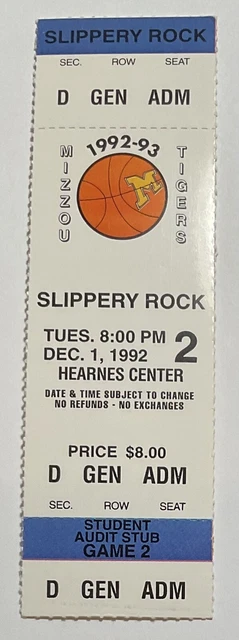 SLIPPERY ROCK
SEC. ROW SEAT
D GEN ADM
1992-93
MIZZOU
TIGERS
M
SLIPPERY ROCK
TUES. 8:00 PM
DEC. 1, 1992 2
HEARNES CENTER
DATE & TIME SUBJECT TO CHANGE
NO REFUNDS - NO EXCHANGES
PRICE $8.00
D GEN ADM
SEC. ROW SEAT
STUDENT
AUDIT STUB
GAME 2
D GEN ADM